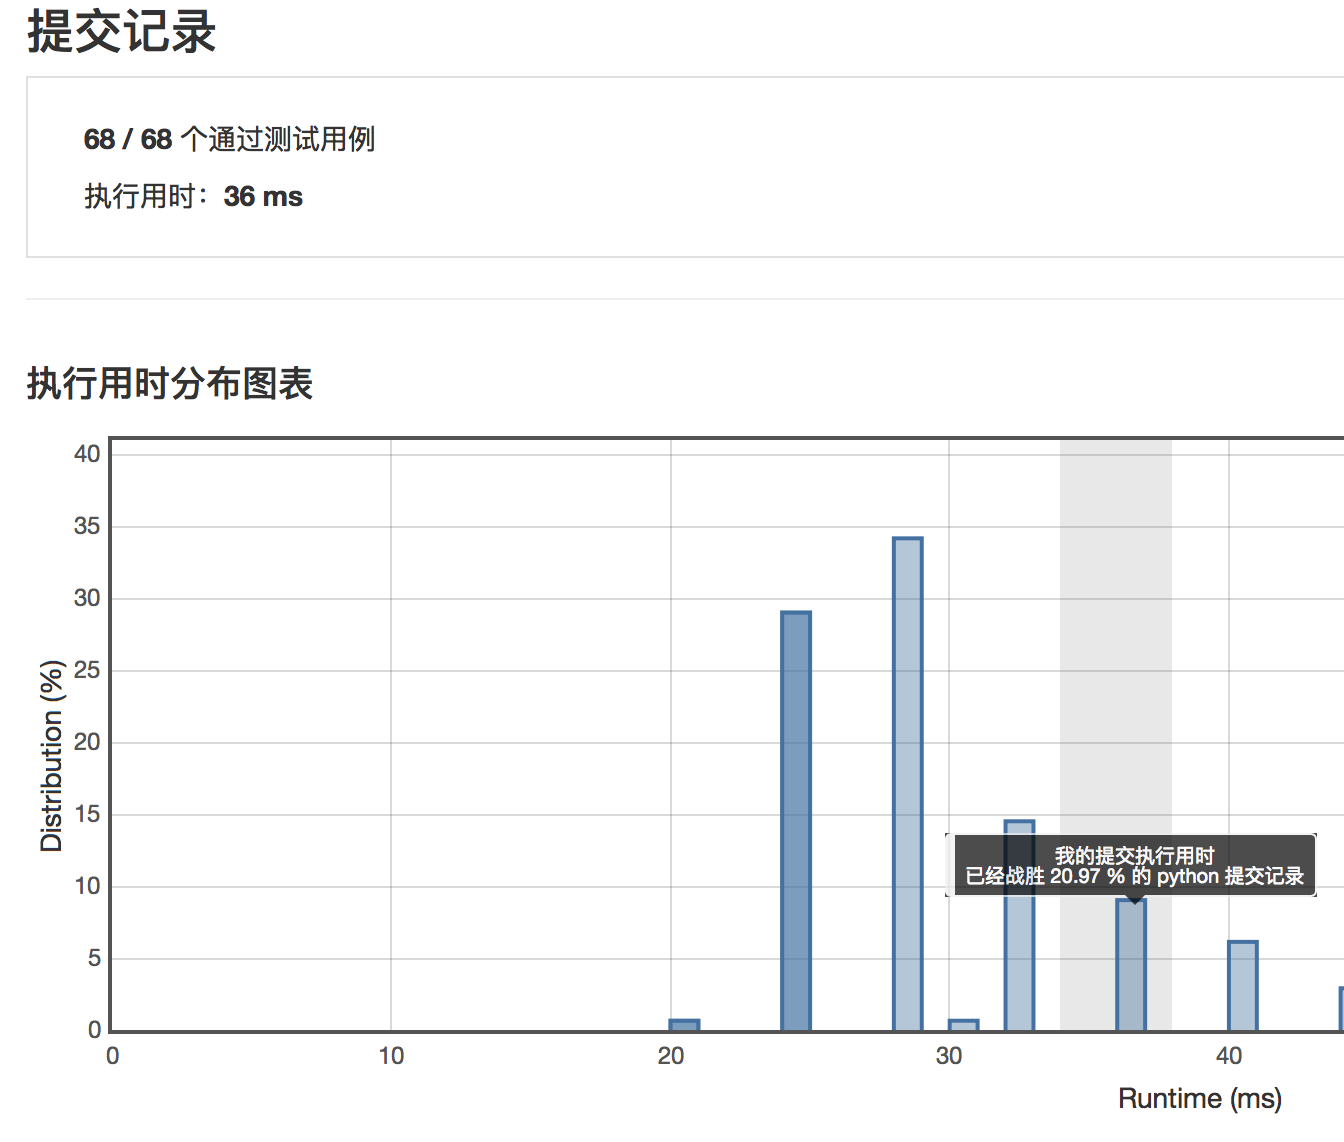 提交记录
68 / 68 个通过测试用例
执行用时：36 ms
执行用时分布图表
40
35
30
25
20
15
10
5
0
Distribution (%)
我的提交执行用时
已经战胜 20.97 % 的 python 提交记录
0 10 20 30 40
Runtime (ms)